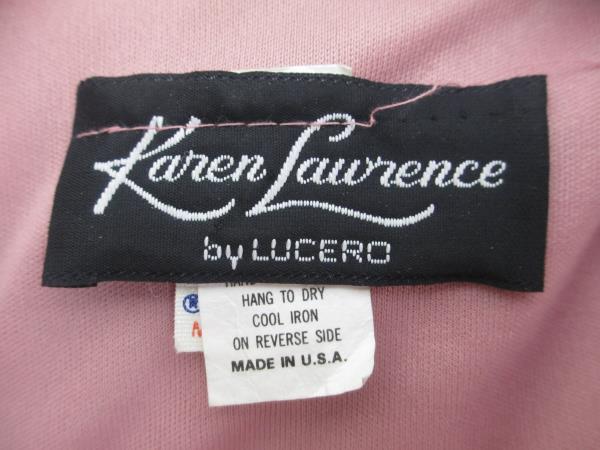 Karen Lawrence
by LUCERO
HANG TO DRY
COOL IRON
ON REVERSE SIDE
MADE IN U.S.A.